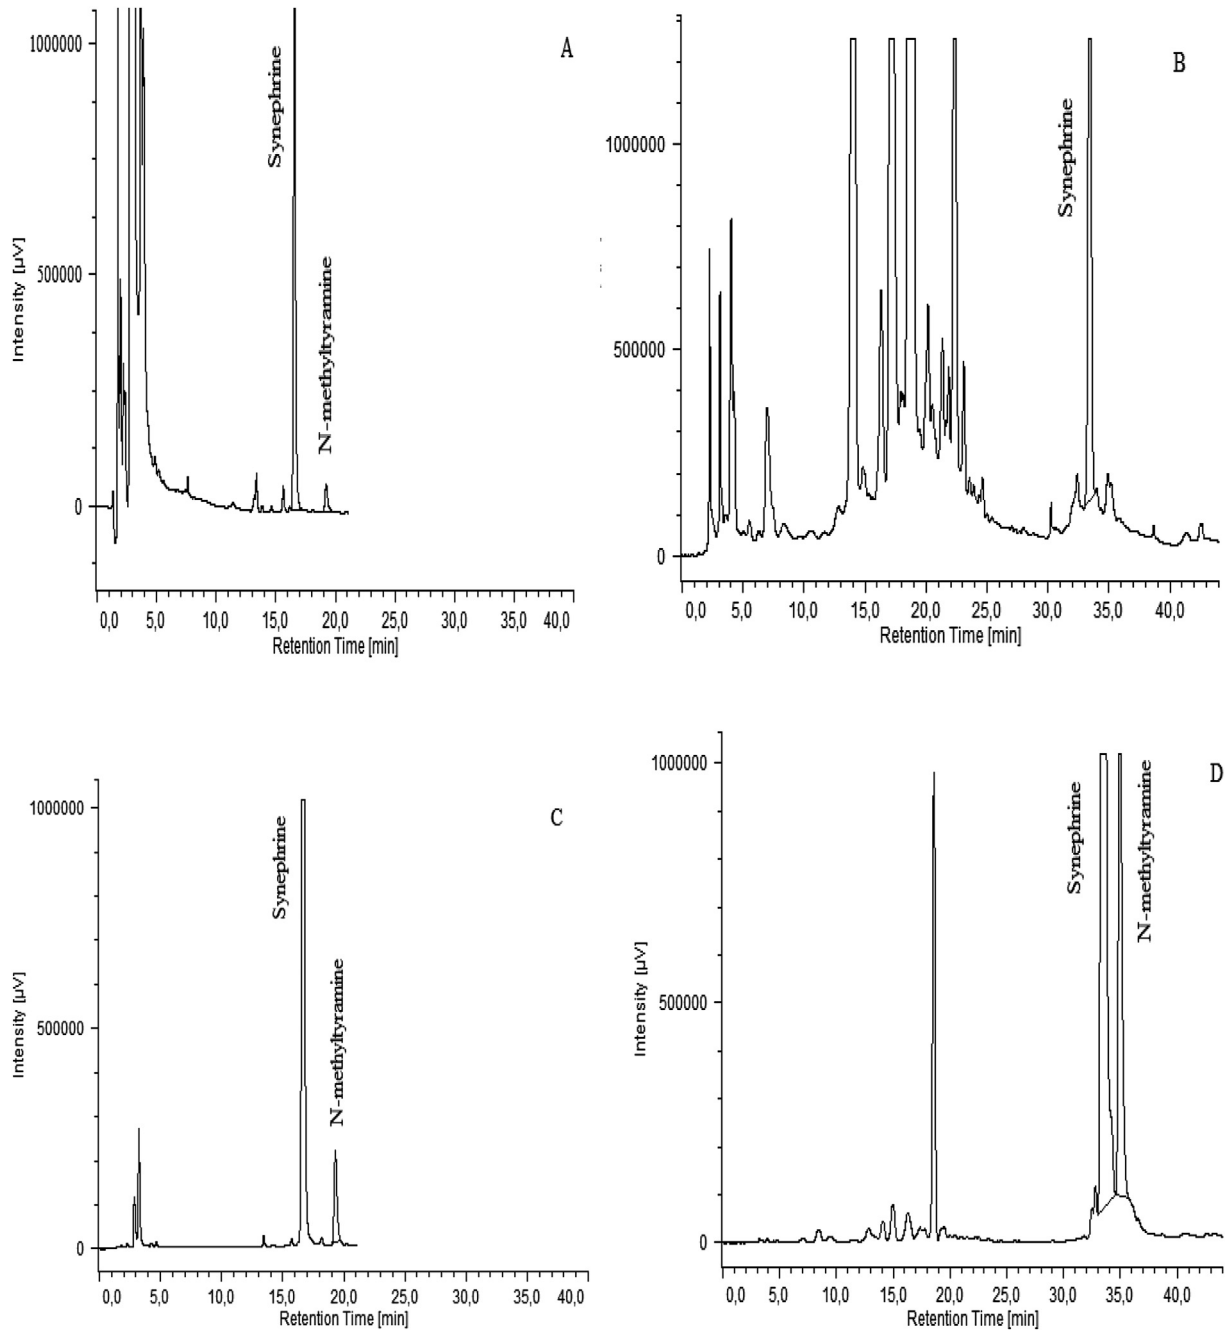 A
1000000
500000
0
Intensity [µV]
Synephrine
N-methyltyramine
0,0 5,0 10,0 15,0 20,0 25,0 30,0 35,0 40,0
Retention Time [min]
B
1000000
500000
0
Synephrine
0,0 5,0 10,0 15,0 20,0 25,0 30,0 35,0 40,0
Retention Time [min]
C
1000000
500000
0
Intensity [µV]
Synephrine
N-methyltyramine
0,0 5,0 10,0 15,0 20,0 25,0 30,0 35,0 40,0
Retention Time [min]
D
1000000
500000
0
Intensity [µV]
Synephrine
N-methyltyramine
0,0 5,0 10,0 15,0 20,0 25,0 30,0 35,0 40,0
Retention Time [min]